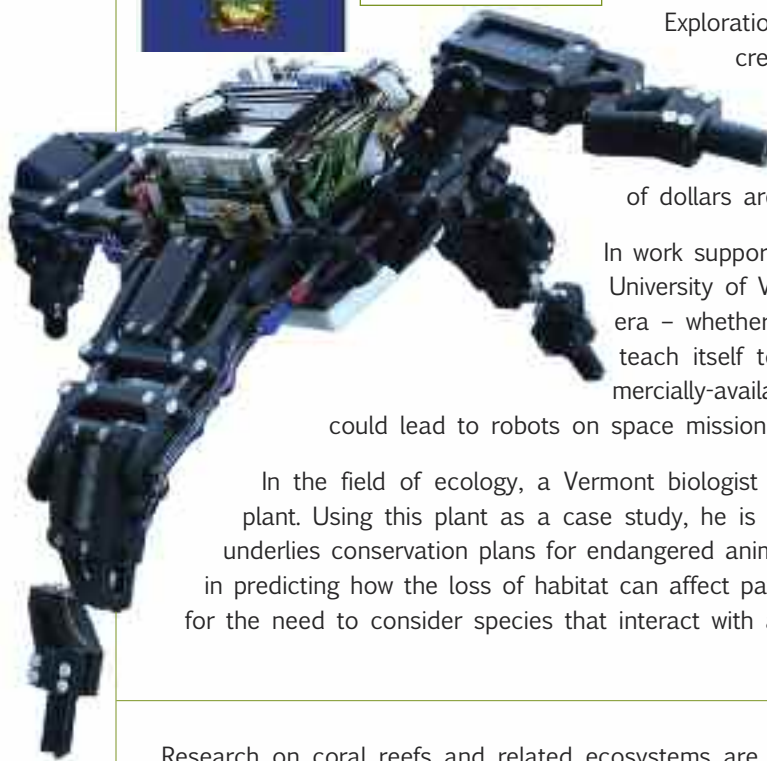 Exploratio
cre
of dollars ar
In work suppor
University of V
era – whether
teach itself t
mercially-availa
could lead to robots on space mission
In the field of ecology, a Vermont biologist
plant. Using this plant as a case study, he is
underlies conservation plans for endangered anim
in predicting how the loss of habitat can affect pa
for the need to consider species that interact with
Research on coral reefs and related ecosystems are